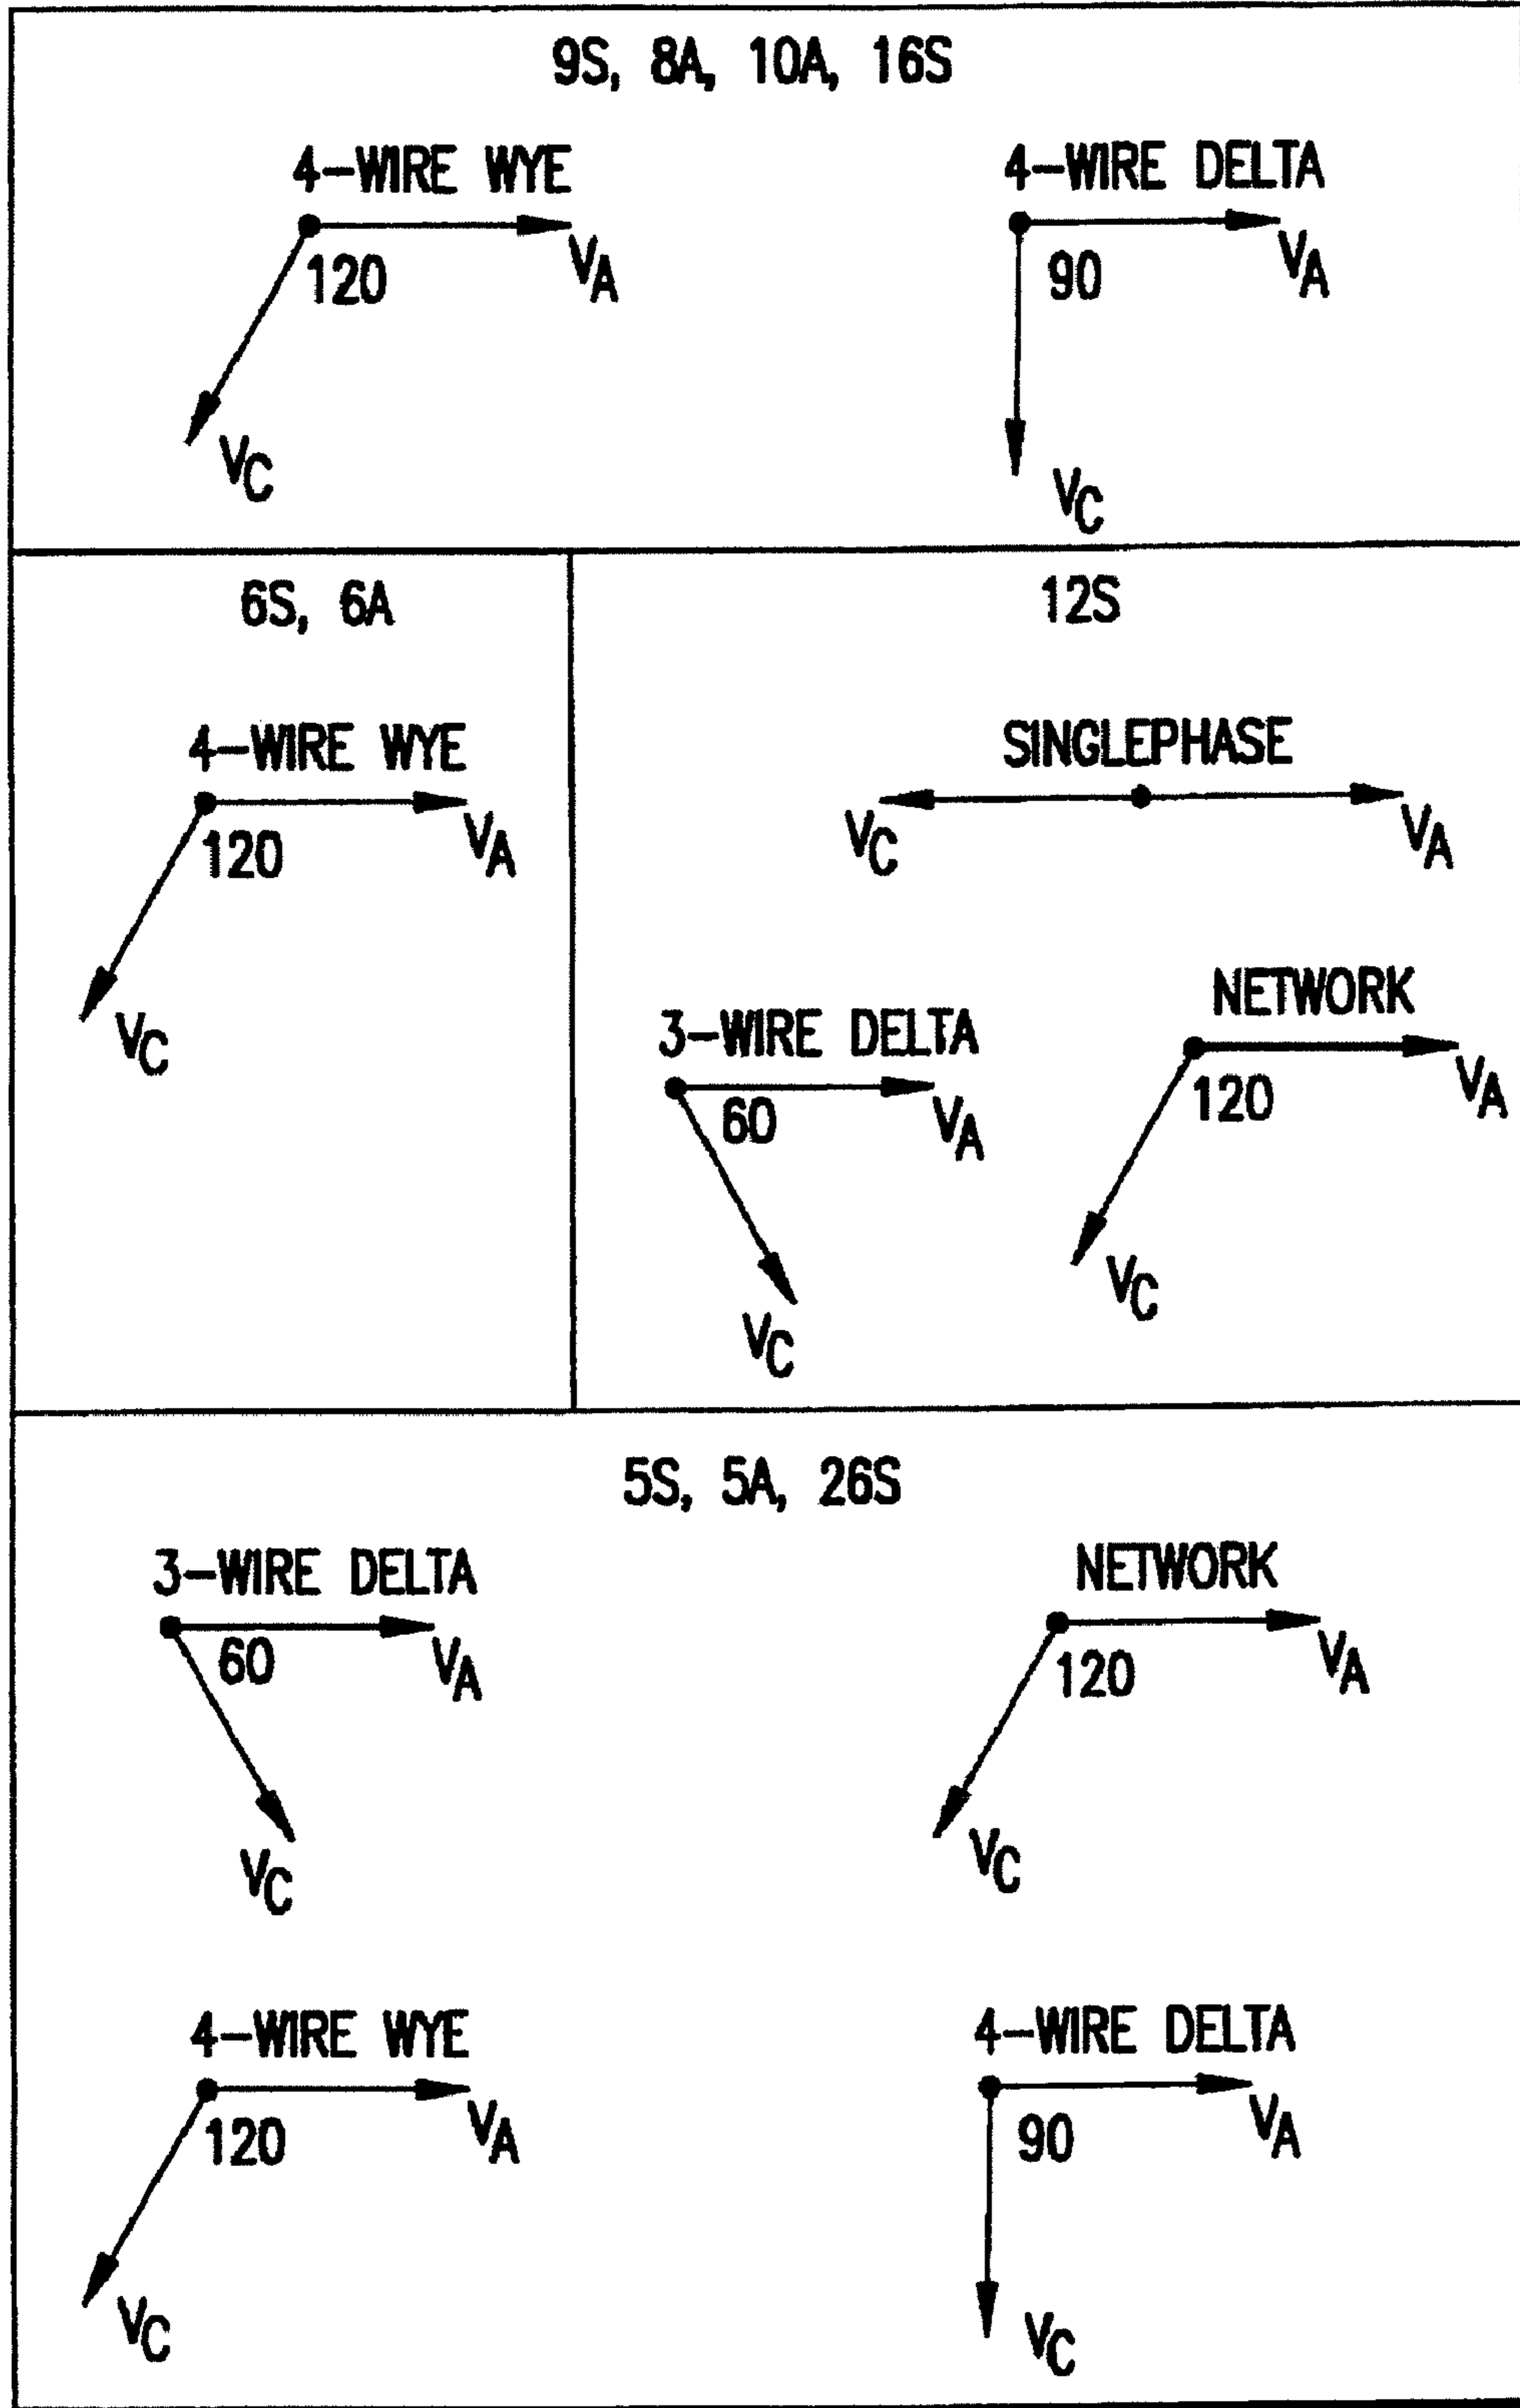 9S, 8A, 10A, 16S
4-WIRE WYE
120
VA
VC
4-WIRE DELTA
90
VA
VC
6S, 6A
4-WIRE WYE
120
VA
VC
12S
SINGLEPHASE
VC
VA
3-WIRE DELTA
60
VA
VC
NETWORK
120
VA
VC
5S, 5A, 26S
3-WIRE DELTA
60
VA
VC
NETWORK
120
VA
VC
4-WIRE WYE
120
VA
VC
4-WIRE DELTA
90
VA
VC